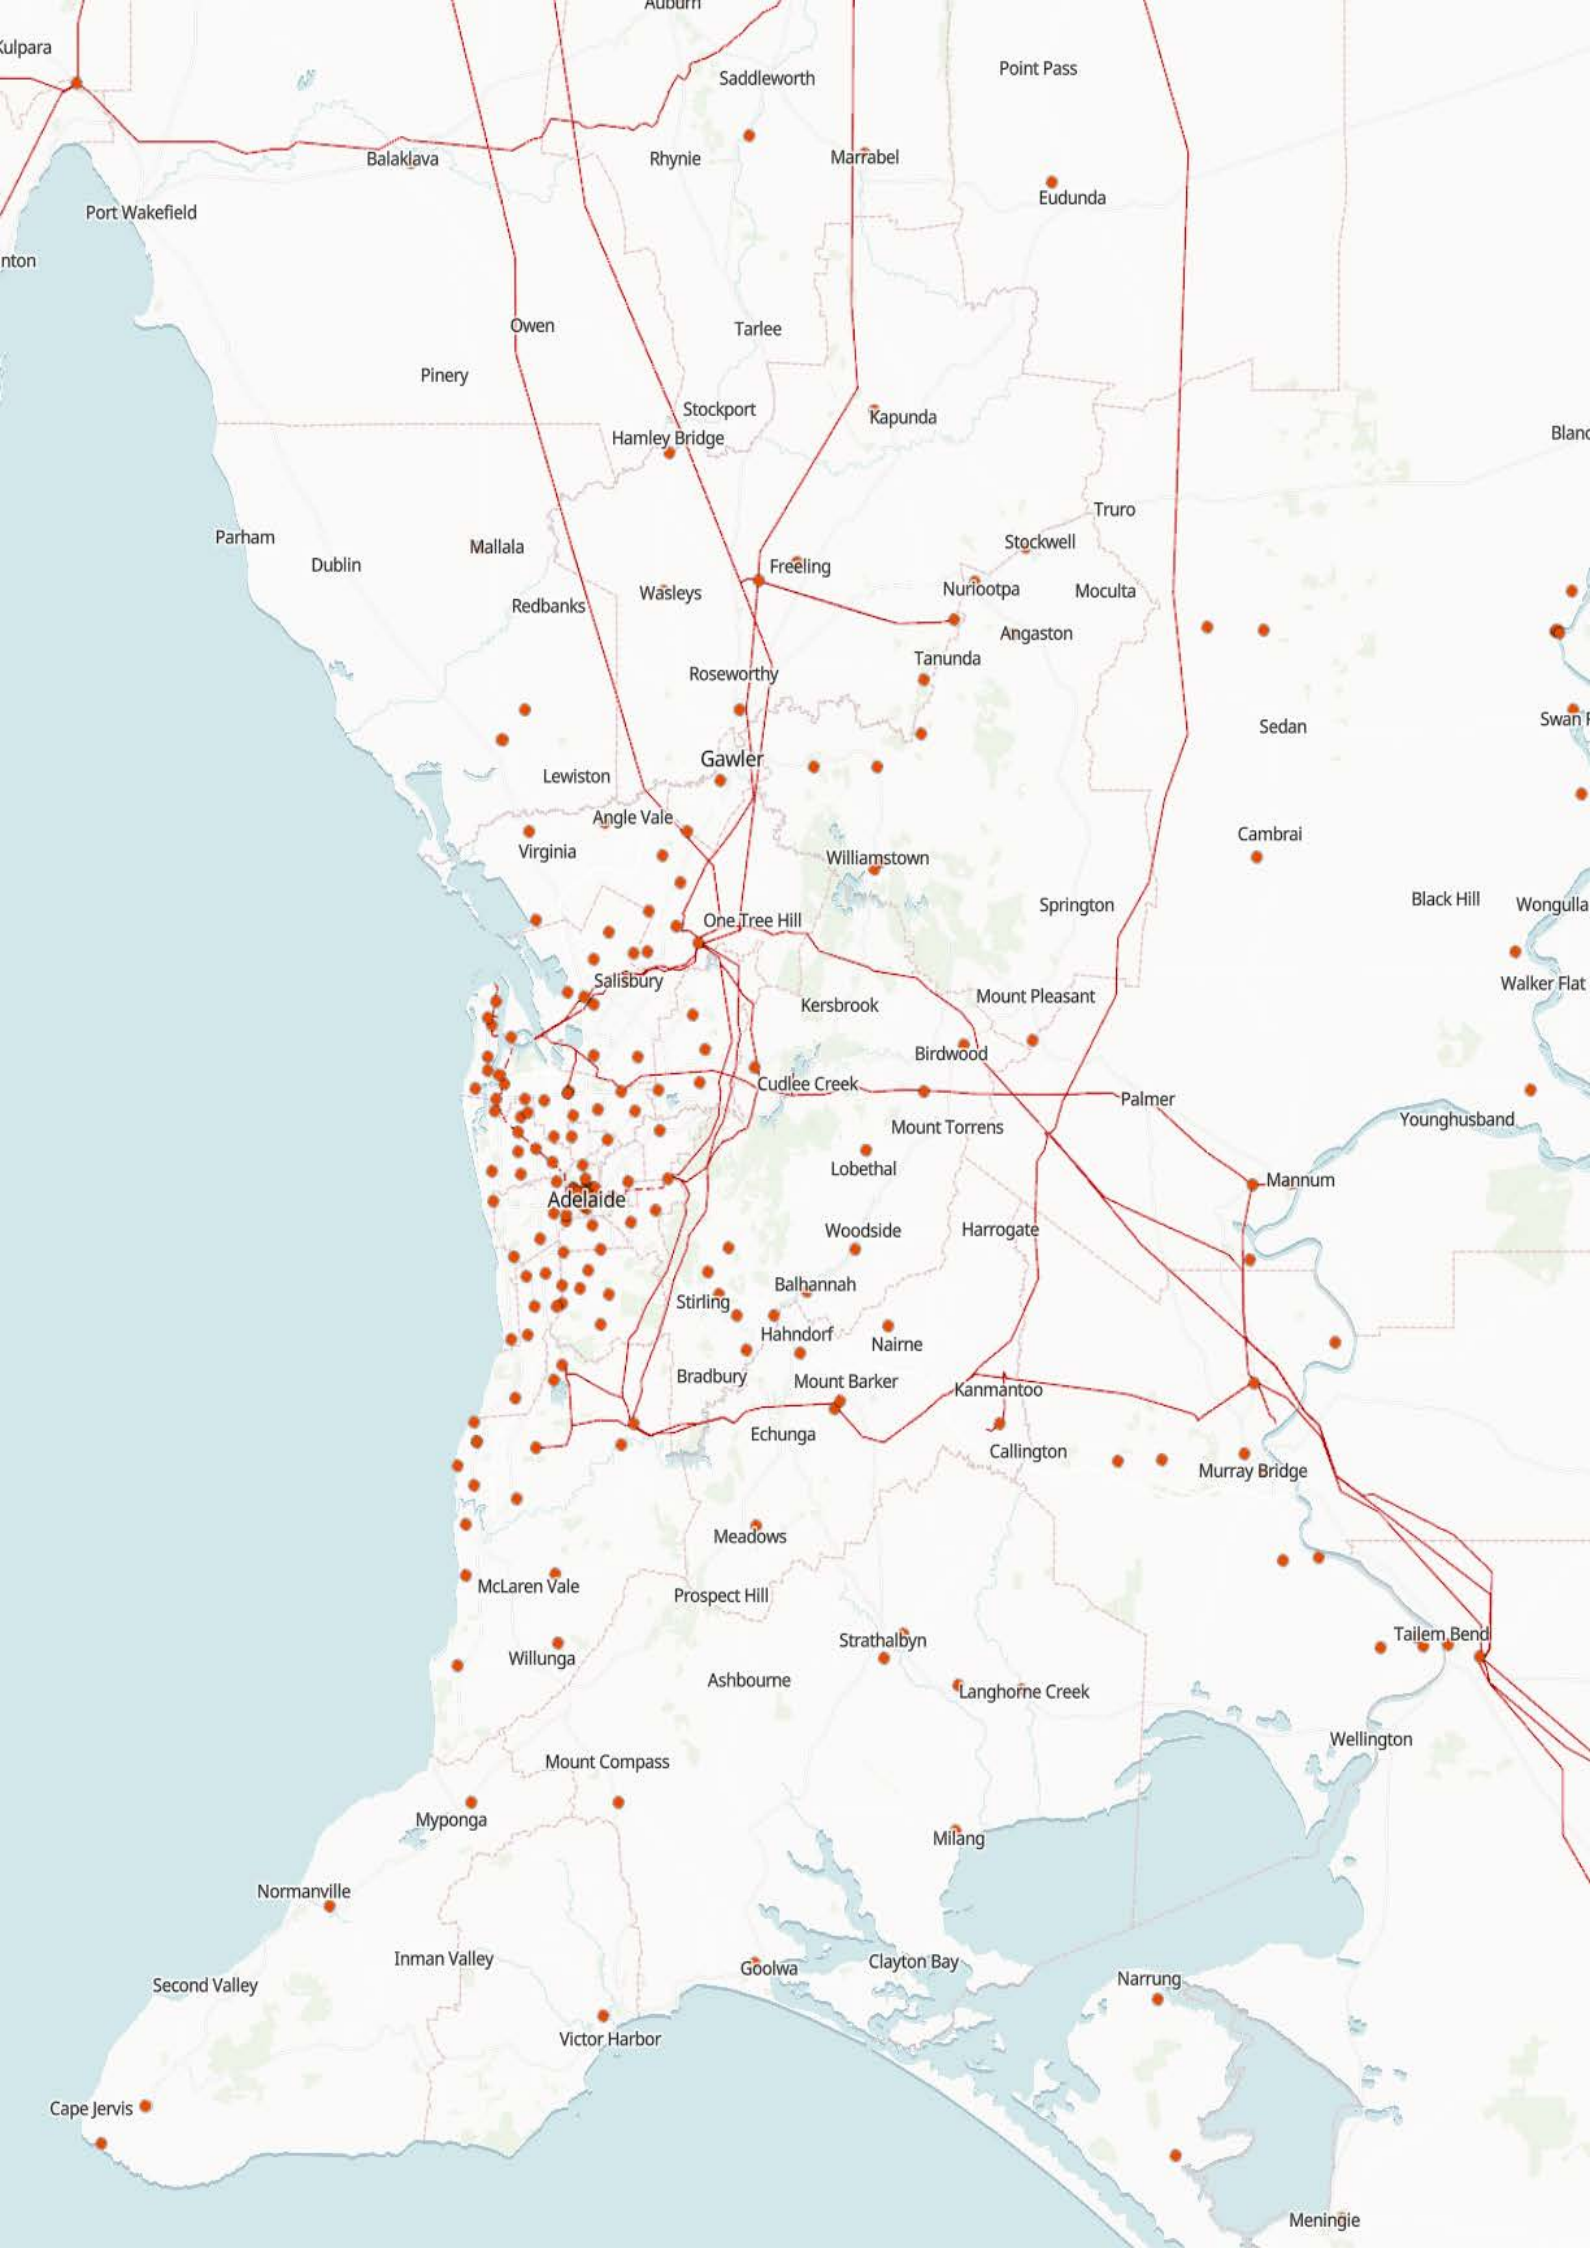 Auburn
Kulpara
Saddleworth
Point Pass
Balaklava
Rhynie
Marrabel
Eudunda
Port Wakefield
nton
Owen
Tarlee
Pinery
Stockport
Kapunda
Hamley Bridge
Blanc
Truro
Parham
Mallala
Stockwell
Dublin
Freeling
Wasleys
Nuriootpa
Moculta
Redbanks
Angaston
Tanunda
Roseworthy
Swan R
Sedan
Gawler
Lewiston
Angle Vale
Cambrai
Virginia
Williamstown
Black Hill
Wongulla
Springton
One Tree Hill
Salisbury
Walker Flat
Mount Pleasant
Kersbrook
Birdwood
Cudlee Creek
Palmer
Younghusband
Mount Torrens
Lobethal
Mannum
Adelaide
Woodside
Harrogate
Balhannah
Stirling
Hahndorf
Nairne
Bradbury
Mount Barker
Kanmantoo
Echunga
Callington
Murray Bridge
Meadows
McLaren Vale
Prospect Hill
Tailem Bend
Strathalbyn
Willunga
Ashbourne
Langhorne Creek
Wellington
Mount Compass
Myponga
Milang
Normanville
Inman Valley
Clayton Bay
Goolwa
Second Valley
Narrung
Victor Harbor
Cape Jervis
Meningie